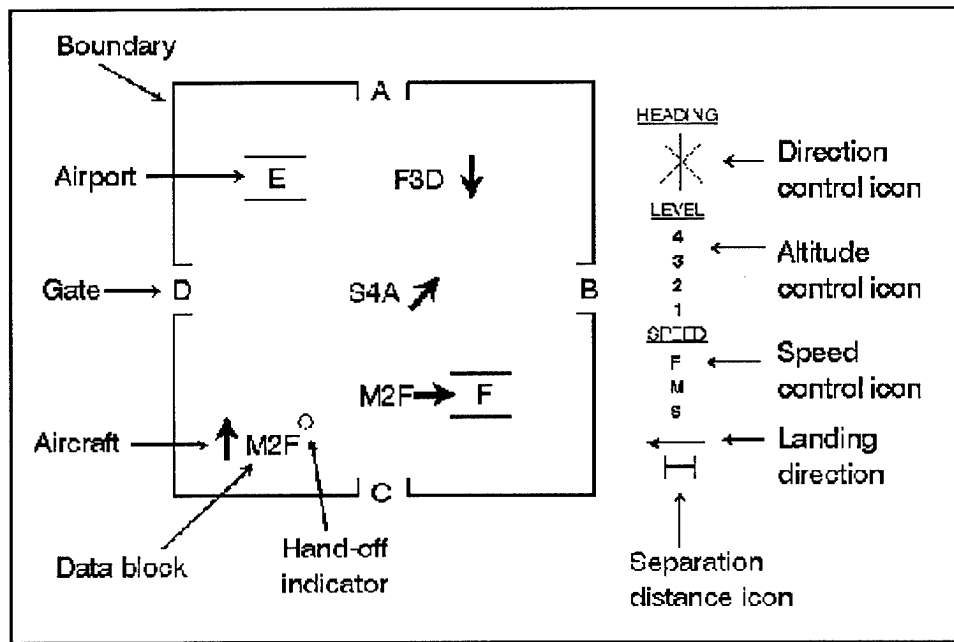 Boundary
A
HEADING
Direction
control icon
Airport
E
F3D
LEVEL
4
3
2
1
Altitude
control icon
Gate
D
S4A
B
SPEED
F
M
S
Speed
control icon
M2F
F
Aircraft
M2F
Landing
direction
C
Data block
Hand-off
indicator
Separation
distance icon